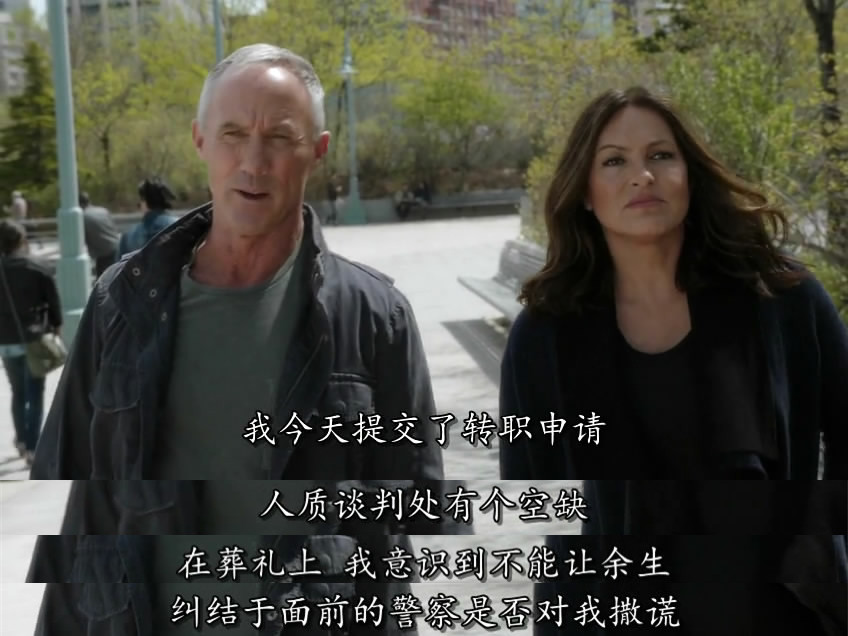 我今天提交了转职申请
人质谈判处有个空缺
在葬礼上 我意识到不能让余生
纠结于面前的警察是否对我撒谎